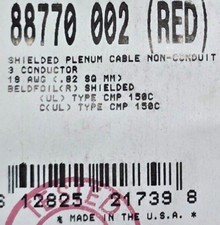 88770 002 (RED)
SHIELDED PLENUM CABLE NON-CONDUIT
3 CONDUCTOR
18 AWG (.82 SQ MM)
BELDFOIL(R) SHIELDED
(UL) TYPE CMP 150C
C(UL) TYPE CMP 150C
6 12825 21739 8
TESTED
* MADE IN U.S.A. *